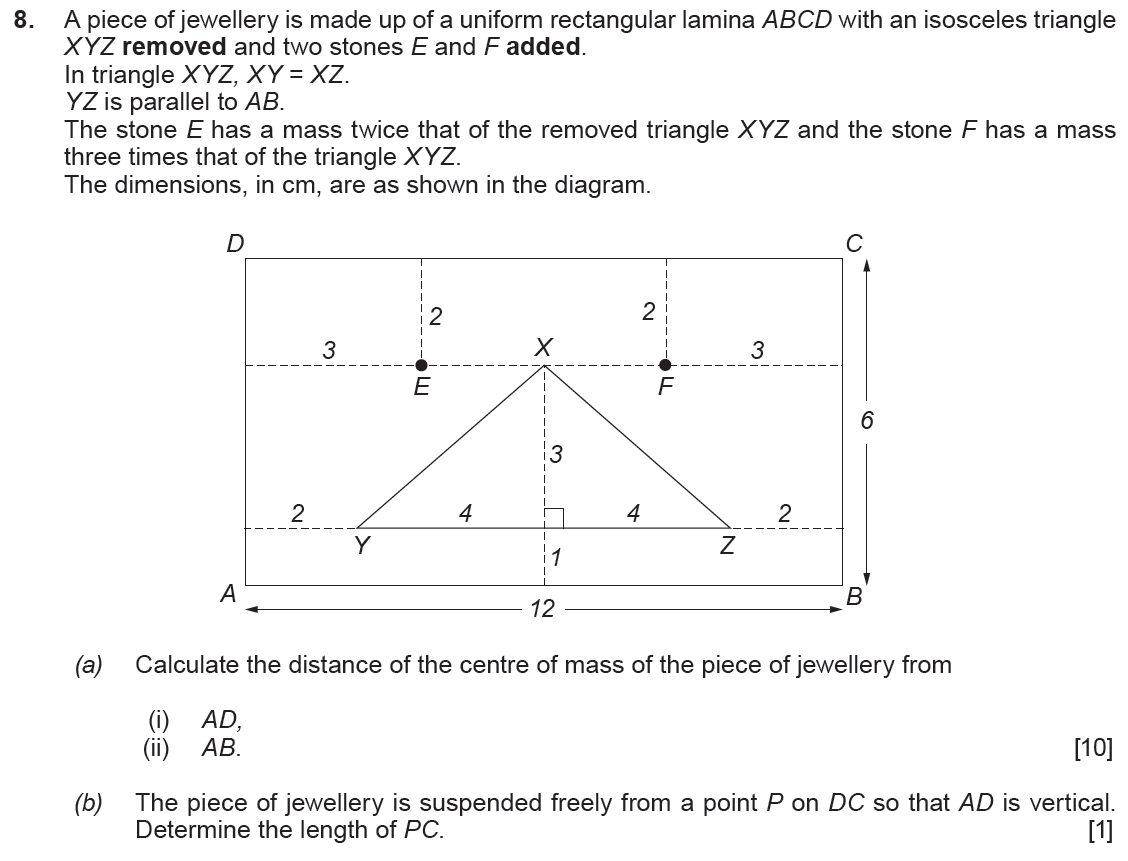 8. A piece of jewellery is made up of a uniform rectangular lamina ABCD with an isosceles triangle
XYZ removed and two stones E and F added.
In triangle XYZ, XY = XZ.
YZ is parallel to AB.
The stone E has a mass twice that of the removed triangle XYZ and the stone F has a mass
three times that of the triangle XYZ.
The dimensions, in cm, are as shown in the diagram.
D C
2 2
3 X 3
E F
6
3
2 4 4 2
Y Z
1
A B
12
(a) Calculate the distance of the centre of mass of the piece of jewellery from
(i) AD,
(ii) AB. [10]
(b) The piece of jewellery is suspended freely from a point P on DC so that AD is vertical.
Determine the length of PC. [1]